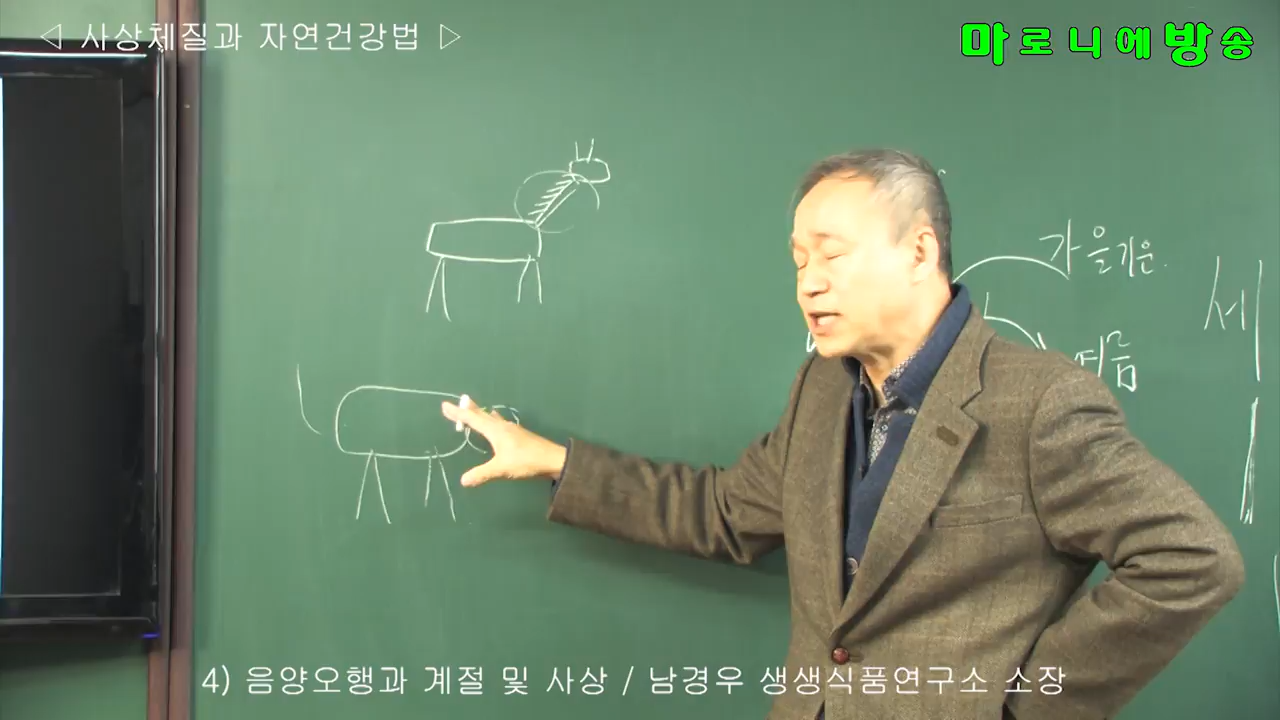 ◁ 사상체질과 자연건강법 ▷
마로니에방송
가을기운
여름
세
4) 음양오행과 계절 및 사상 / 남경우 생생식품연구소 소장